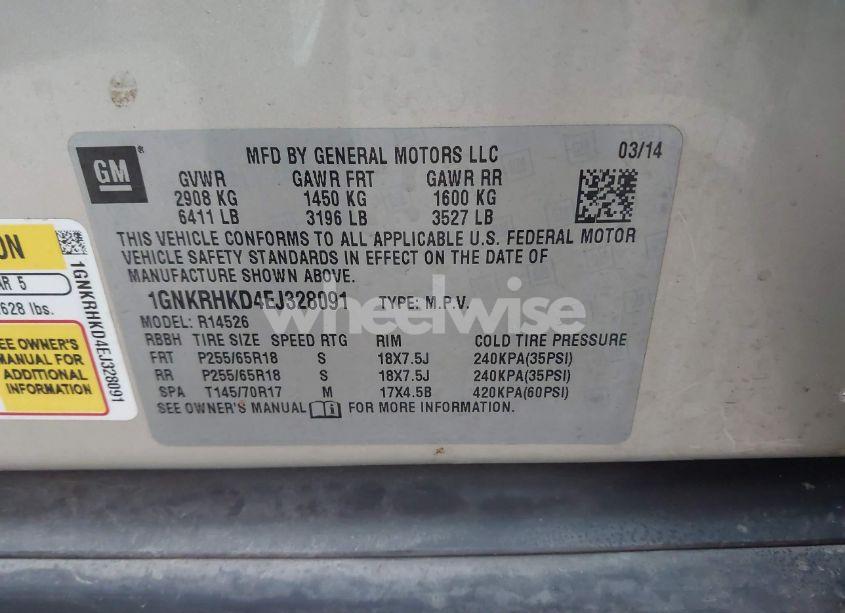 GM
MFD BY GENERAL MOTORS LLC 03/14
GVWR GAWR FRT GAWR RR
2908 KG 1450 KG 1600 KG
6411 LB 3196 LB 3527 LB
THIS VEHICLE CONFORMS TO ALL APPLICABLE U.S. FEDERAL MOTOR
VEHICLE SAFETY STANDARDS IN EFFECT ON THE DATE OF
MANUFACTURE SHOWN ABOVE.
1GNKRHKD4EJ328091 TYPE: M.P.V.
MODEL: R14526
RBBH TIRE SIZE SPEED RTG RIM COLD TIRE PRESSURE
FRT P255/65R18 S 18X7.5J 240KPA(35PSI)
RR P255/65R18 S 18X7.5J 240KPA(35PSI)
SPA T145/70R17 M 17X4.5B 420KPA(60PSI)
SEE OWNER'S MANUAL FOR MORE INFORMATION.
wheelwise
ON
AR 5
628 lbs.
SEE OWNER'S
MANUAL FOR
ADDITIONAL
INFORMATION
1GNKRHKD4EJ328091